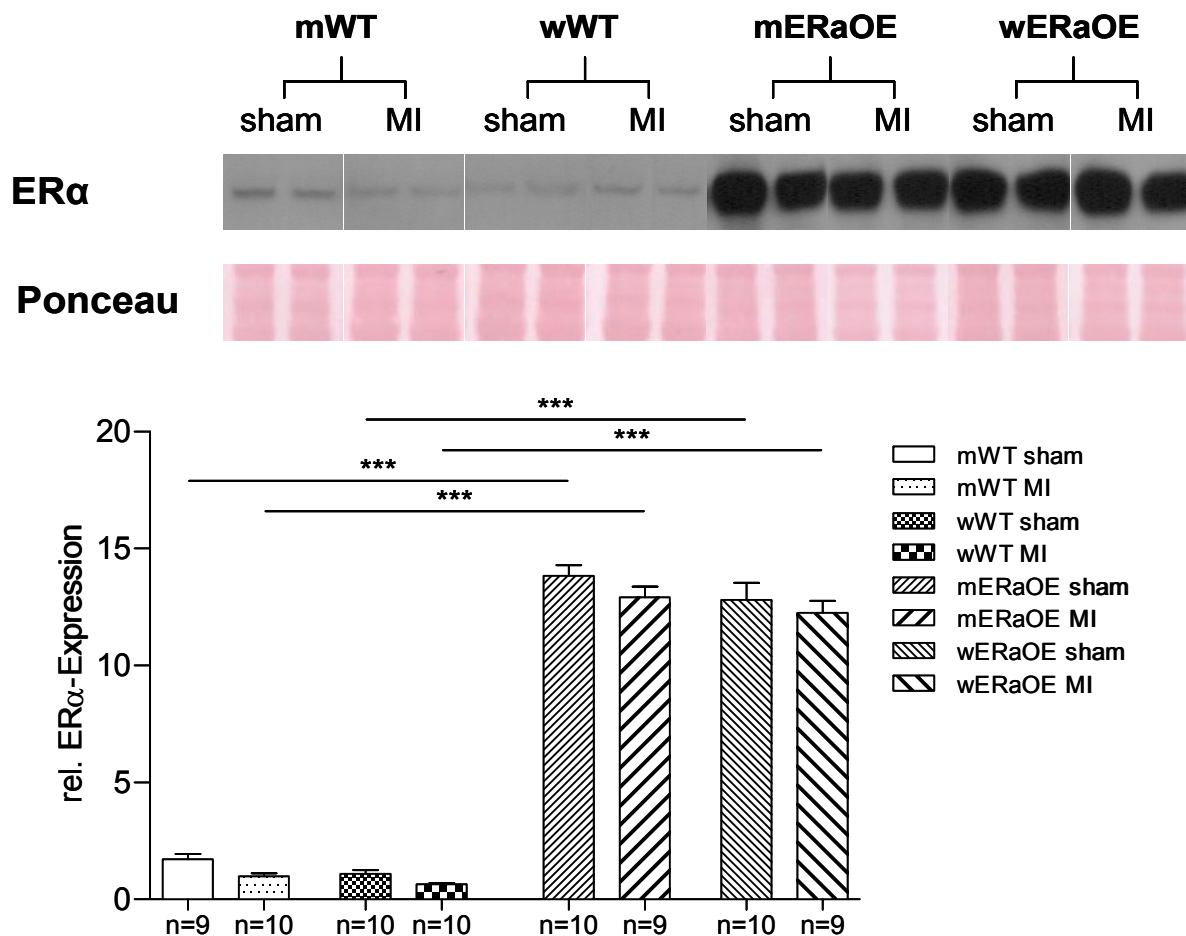 mWT wWT mERaOE wERaOE
sham MI sham MI sham MI sham MI
ERα
Ponceau
rel. ERα-Expression
20
15
10
5
0
***
***
***
***
n=9 n=10 n=10 n=10 n=10 n=9 n=10 n=9
mWT sham
mWT MI
wWT sham
wWT MI
mERaOE sham
mERaOE MI
wERaOE sham
wERaOE MI